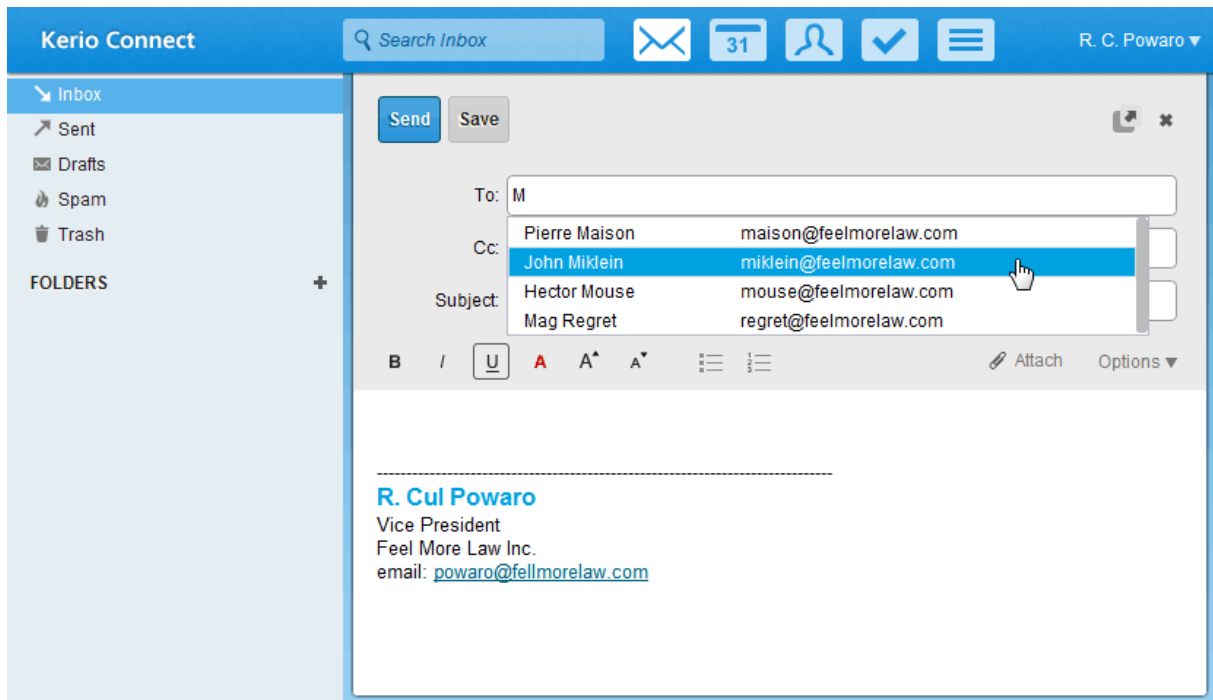 Kerio Connect
Search Inbox
31
R. C. Powaro ▼
Inbox
Sent
Drafts
Spam
Trash
FOLDERS +
Send Save
To: M
Cc:
Subject:
Pierre Maison maison@feelmorelaw.com
John Miklein miklein@feelmorelaw.com
Hector Mouse mouse@feelmorelaw.com
Mag Regret regret@feelmorelaw.com
B I U A A A Attach Options ▼
--------------------------------------------------------------------------------
R. Cul Powaro
Vice President
Feel More Law Inc.
email: powaro@fellmorelaw.com